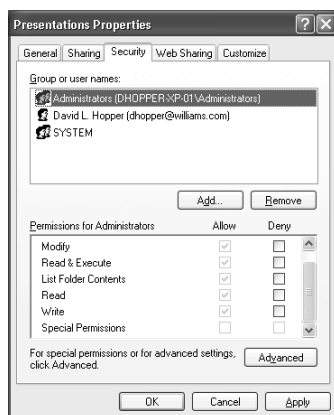 Presentations Properties
General Sharing Security Web Sharing Customize
Group or user names:
Administrators (DHOPPER-XP-01\Administrators)
David L. Hopper (dhopper@williams.com)
SYSTEM
Add... Remove
Permissions for Administrators Allow Deny
Modify
Read & Execute
List Folder Contents
Read
Write
Special Permissions
For special permissions or for advanced settings,
click Advanced.
Advanced
OK Cancel Apply